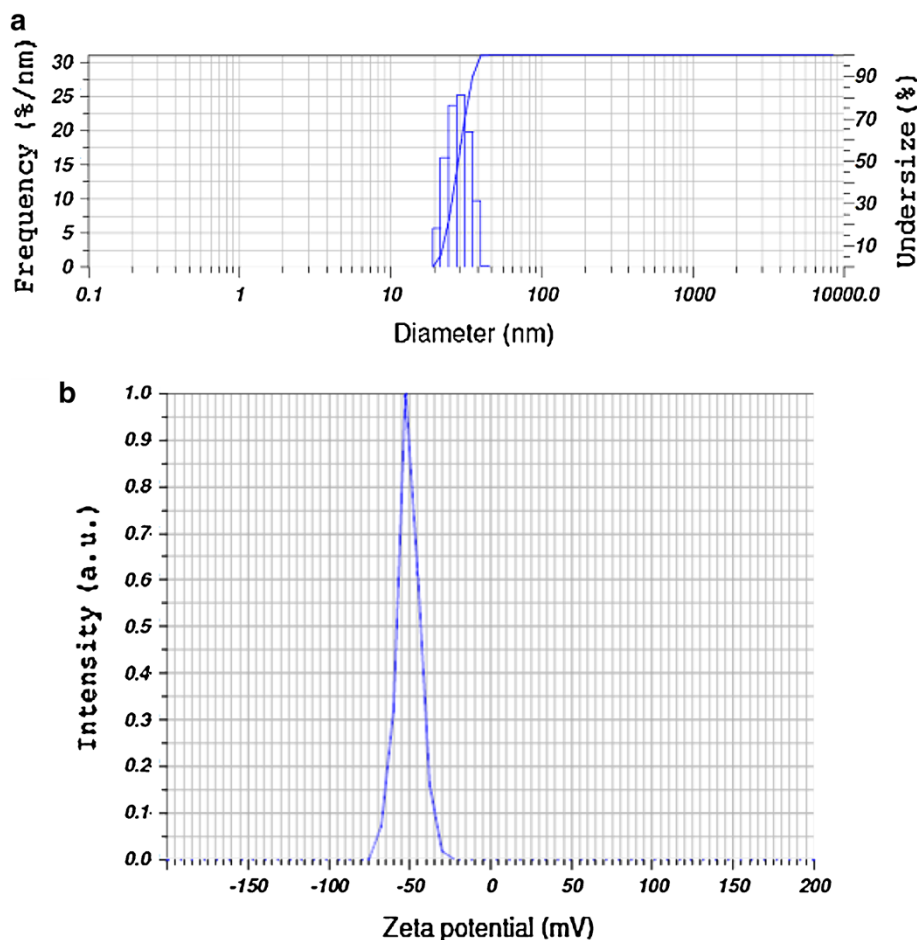 a
Frequency (%/nm)
30
25
20
15
10
5
0
90
70
50
30
10
Undersize (%)
0.1 1 10 100 1000 10000.0
Diameter (nm)
b
Intensity (a.u.)
1.0
0.9
0.8
0.7
0.6
0.5
0.4
0.3
0.2
0.1
0.0
-150 -100 -50 0 50 100 150 200
Zeta potential (mV)